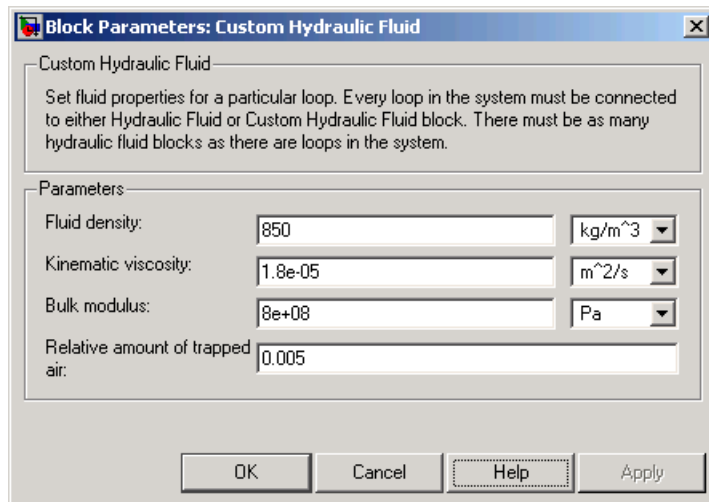 Block Parameters: Custom Hydraulic Fluid
Custom Hydraulic Fluid
Set fluid properties for a particular loop. Every loop in the system must be connected
to either Hydraulic Fluid or Custom Hydraulic Fluid block. There must be as many
hydraulic fluid blocks as there are loops in the system.
Parameters
Fluid density: 850 kg/m^3
Kinematic viscosity: 1.8e-05 m^2/s
Bulk modulus: 8e+08 Pa
Relative amount of trapped
air: 0.005
OK Cancel Help Apply